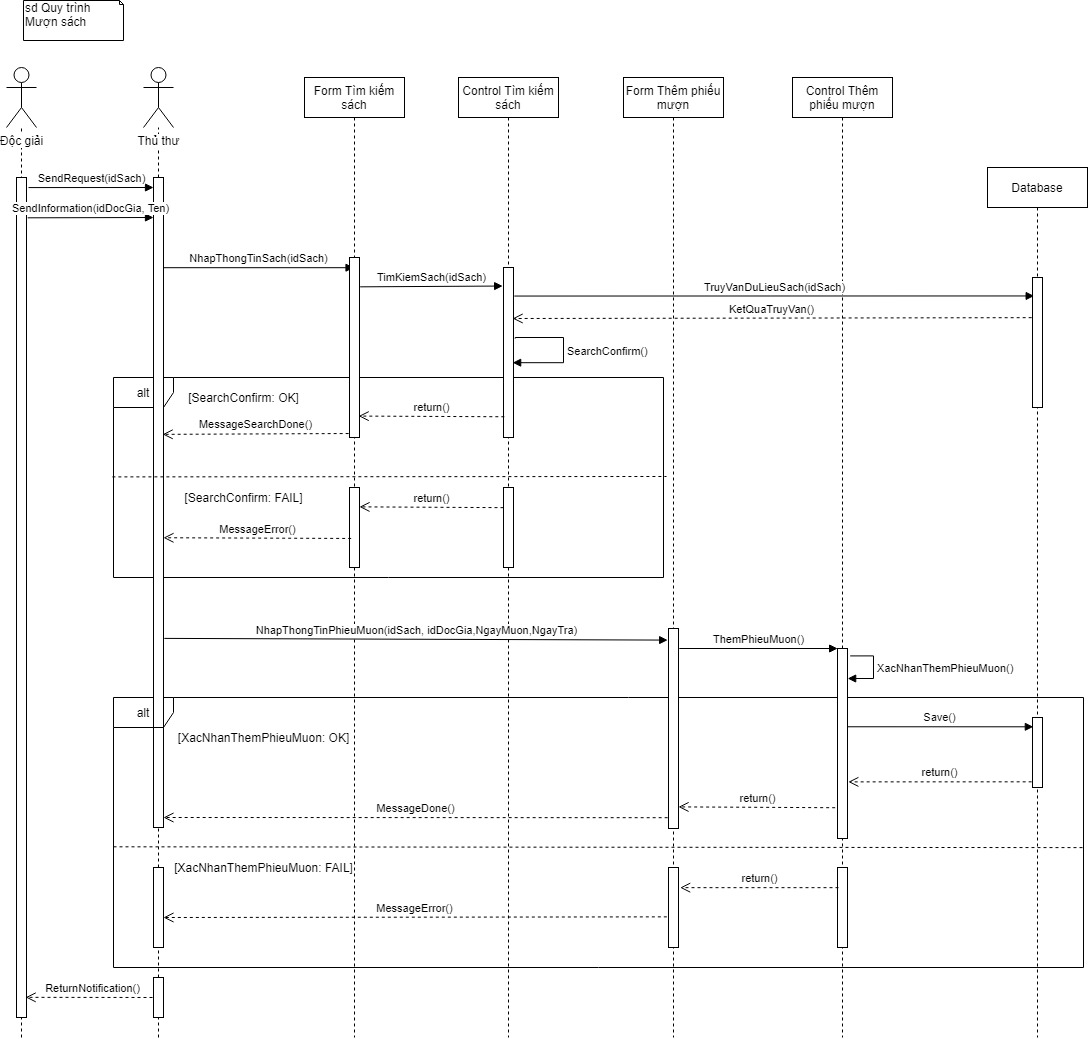 sd Quy trình
Mượn sách
Form Tìm kiếm
sách
Control Tìm kiếm
sách
Form Thêm phiếu
mượn
Control Thêm
phiếu mượn
Độc giải
Thủ thư
Database
SendRequest(idSach)
SendInformation(idDocGia, Ten)
NhapThongTinSach(idSach)
TimKiemSach(idSach)
TruyVanDuLieuSach(idSach)
KetQuaTruyVan()
SearchConfirm()
alt
[SearchConfirm: OK]
return()
MessageSearchDone()
[SearchConfirm: FAIL]
return()
MessageError()
NhapThongTinPhieuMuon(idSach, idDocGia,NgayMuon,NgayTra)
ThemPhieuMuon()
XacNhanThemPhieuMuon()
alt
Save()
[XacNhanThemPhieuMuon: OK]
return()
return()
MessageDone()
[XacNhanThemPhieuMuon: FAIL]
return()
MessageError()
ReturnNotification()